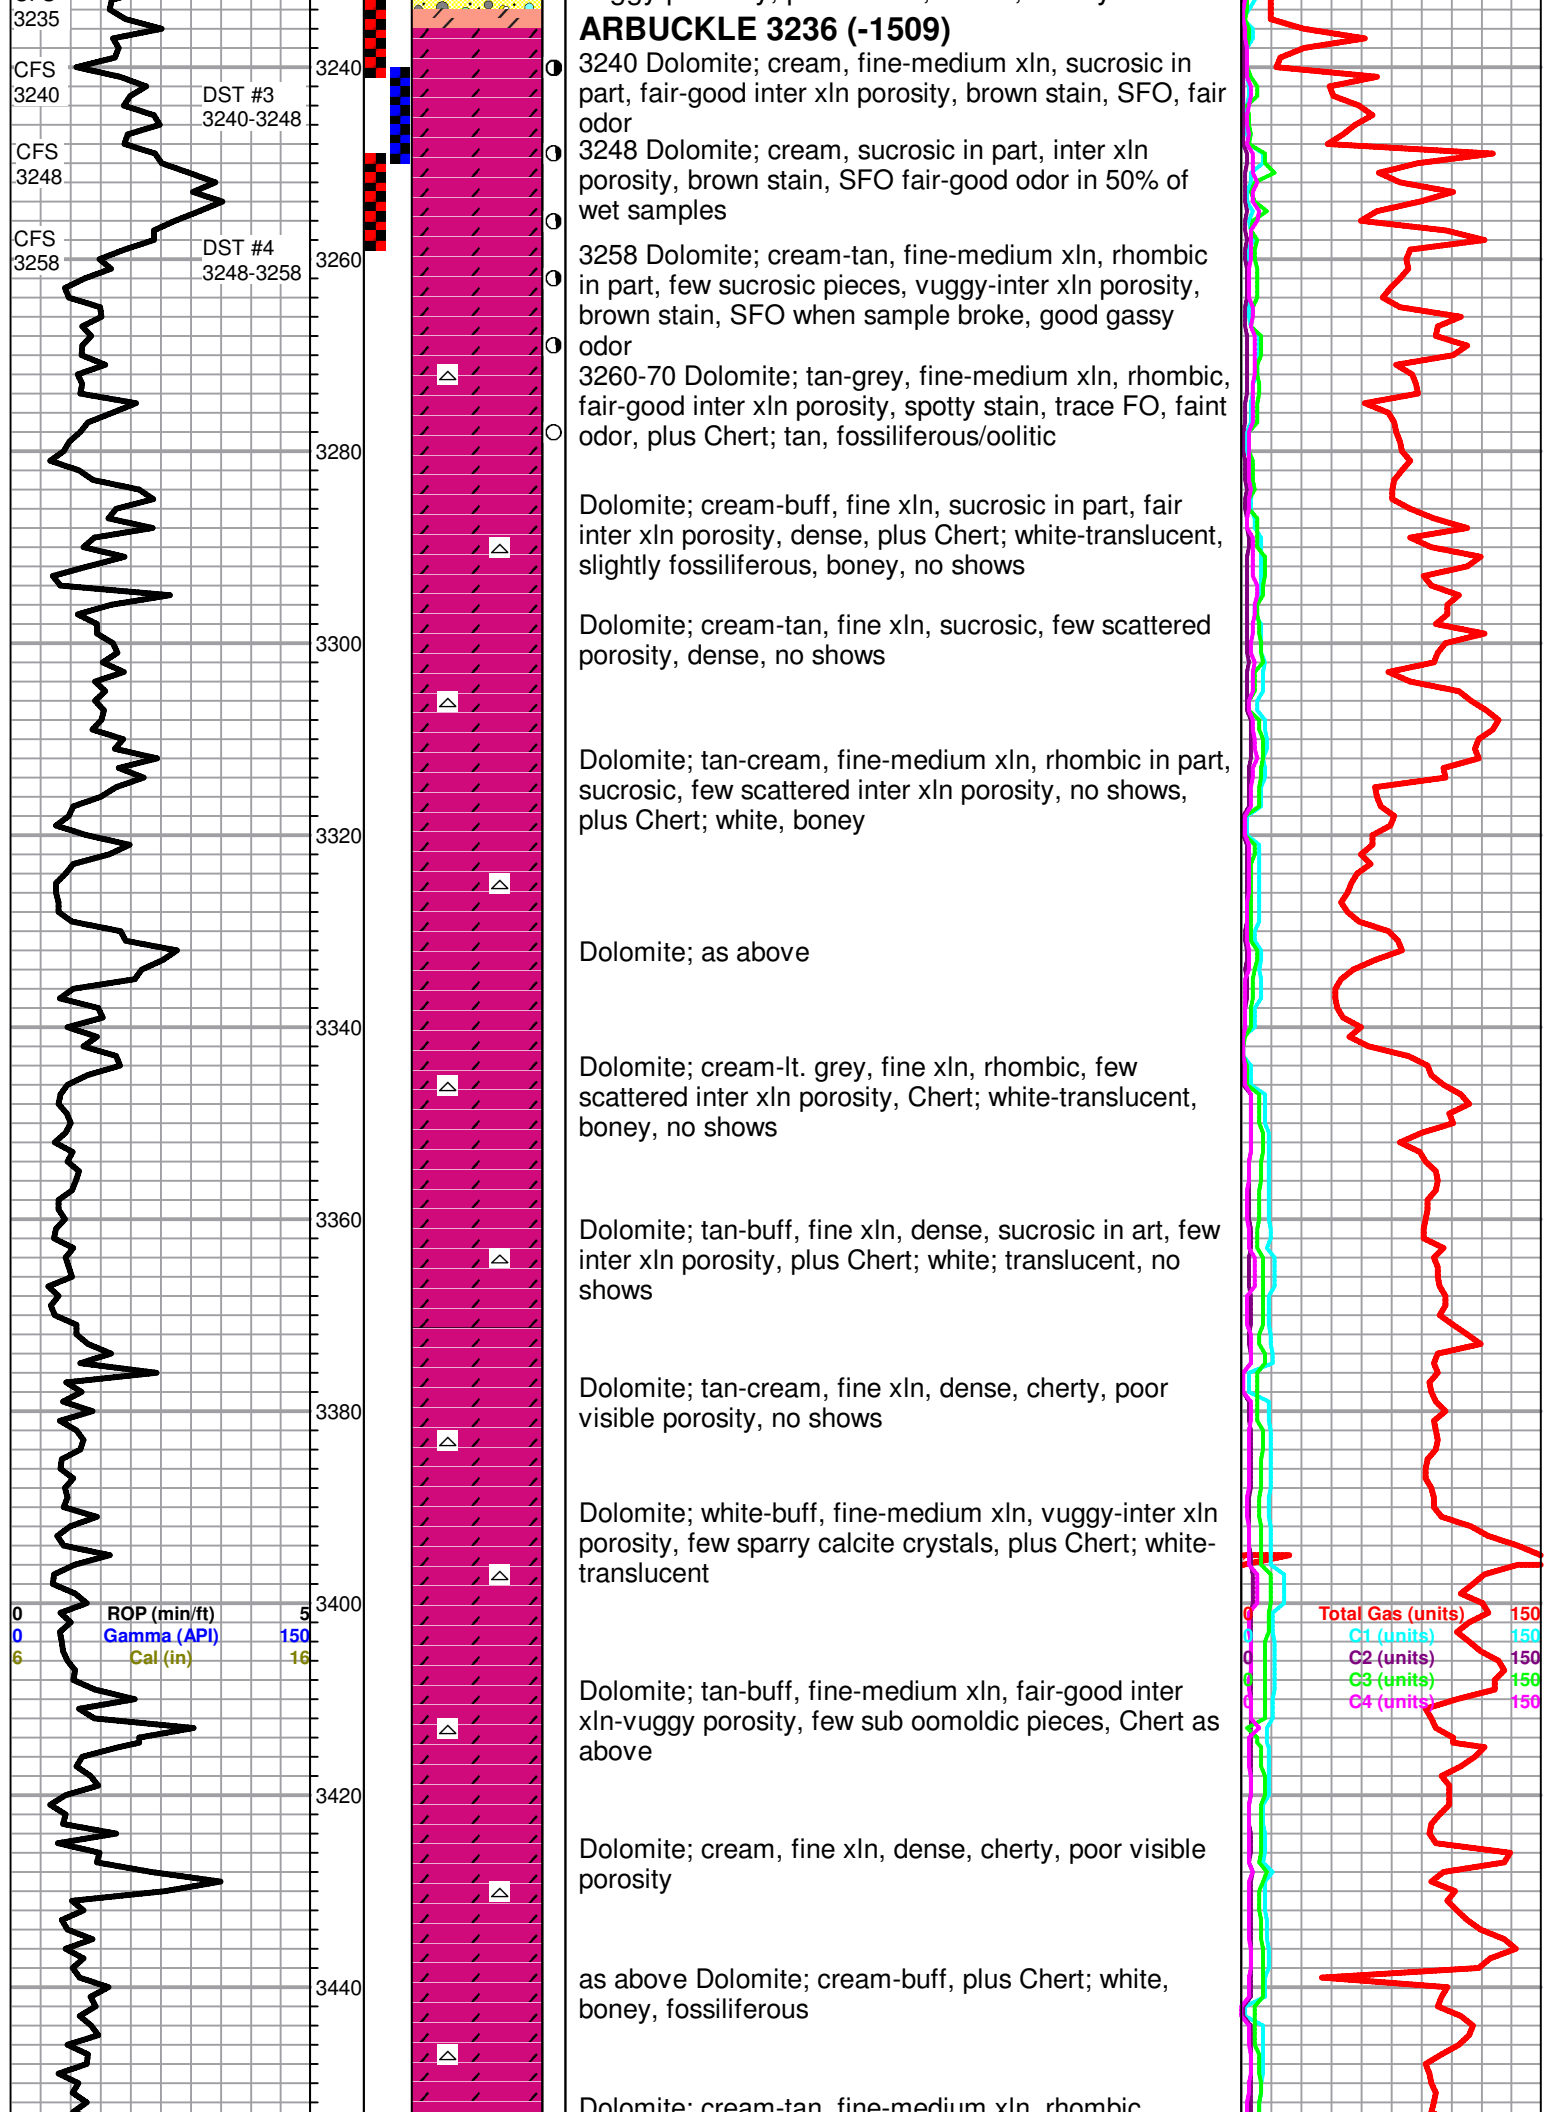 3235
ARBUCKLE 3236 (-1509)
CFS
3240
DST #3
3240-3248
3240
3240 Dolomite; cream, fine-medium xln, sucrosic in
part, fair-good inter xln porosity, brown stain, SFO, fair
odor
CFS
3248
3248 Dolomite; cream, sucrosic in part, inter xln
porosity, brown stain, SFO fair-good odor in 50% of
wet samples
CFS
3258
DST #4
3248-3258
3260
3258 Dolomite; cream-tan, fine-medium xln, rhombic
in part, few sucrosic pieces, vuggy-inter xln porosity,
brown stain, SFO when sample broke, good gassy
odor
3260-70 Dolomite; tan-grey, fine-medium xln, rhombic,
fair-good inter xln porosity, spotty stain, trace FO, faint
odor, plus Chert; tan, fossiliferous/oolitic
3280
Dolomite; cream-buff, fine xln, sucrosic in part, fair
inter xln porosity, dense, plus Chert; white-translucent,
slightly fossiliferous, boney, no shows
3300
Dolomite; cream-tan, fine xln, sucrosic, few scattered
porosity, dense, no shows
Dolomite; tan-cream, fine-medium xln, rhombic in part,
sucrosic, few scattered inter xln porosity, no shows,
plus Chert; white, boney
3320
Dolomite; as above
3340
Dolomite; cream-lt. grey, fine xln, rhombic, few
scattered inter xln porosity, Chert; white-translucent,
boney, no shows
3360
Dolomite; tan-buff, fine xln, dense, sucrosic in art, few
inter xln porosity, plus Chert; white; translucent, no
shows
3380
Dolomite; tan-cream, fine xln, dense, cherty, poor
visible porosity, no shows
Dolomite; white-buff, fine-medium xln, vuggy-inter xln
porosity, few sparry calcite crystals, plus Chert; white-
translucent
3400
0 ROP (min/ft) 5
0 Gamma (API) 150
6 Cal (in) 16
0 Total Gas (units) 150
0 C1 (units) 150
0 C2 (units) 150
0 C3 (units) 150
0 C4 (units) 150
Dolomite; tan-buff, fine-medium xln, fair-good inter
xln-vuggy porosity, few sub oomoldic pieces, Chert as
above
3420
Dolomite; cream, fine xln, dense, cherty, poor visible
porosity
3440
as above Dolomite; cream-buff, plus Chert; white,
boney, fossiliferous
Dolomite; cream-tan, fine-medium xln, rhombic